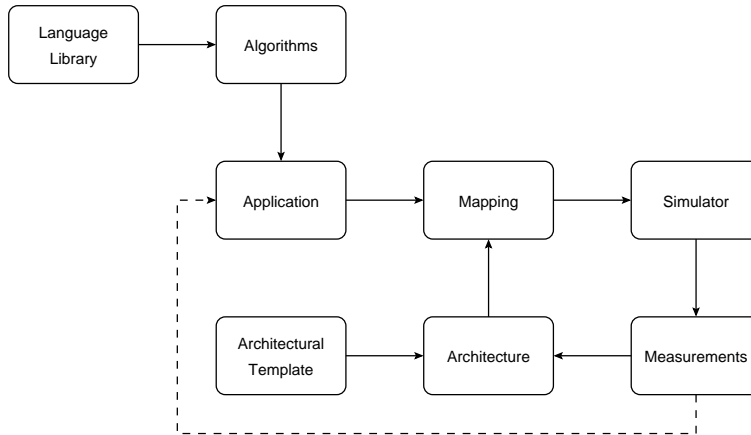 Language
Library
Algorithms
Application
Mapping
Simulator
Architectural
Template
Architecture
Measurements